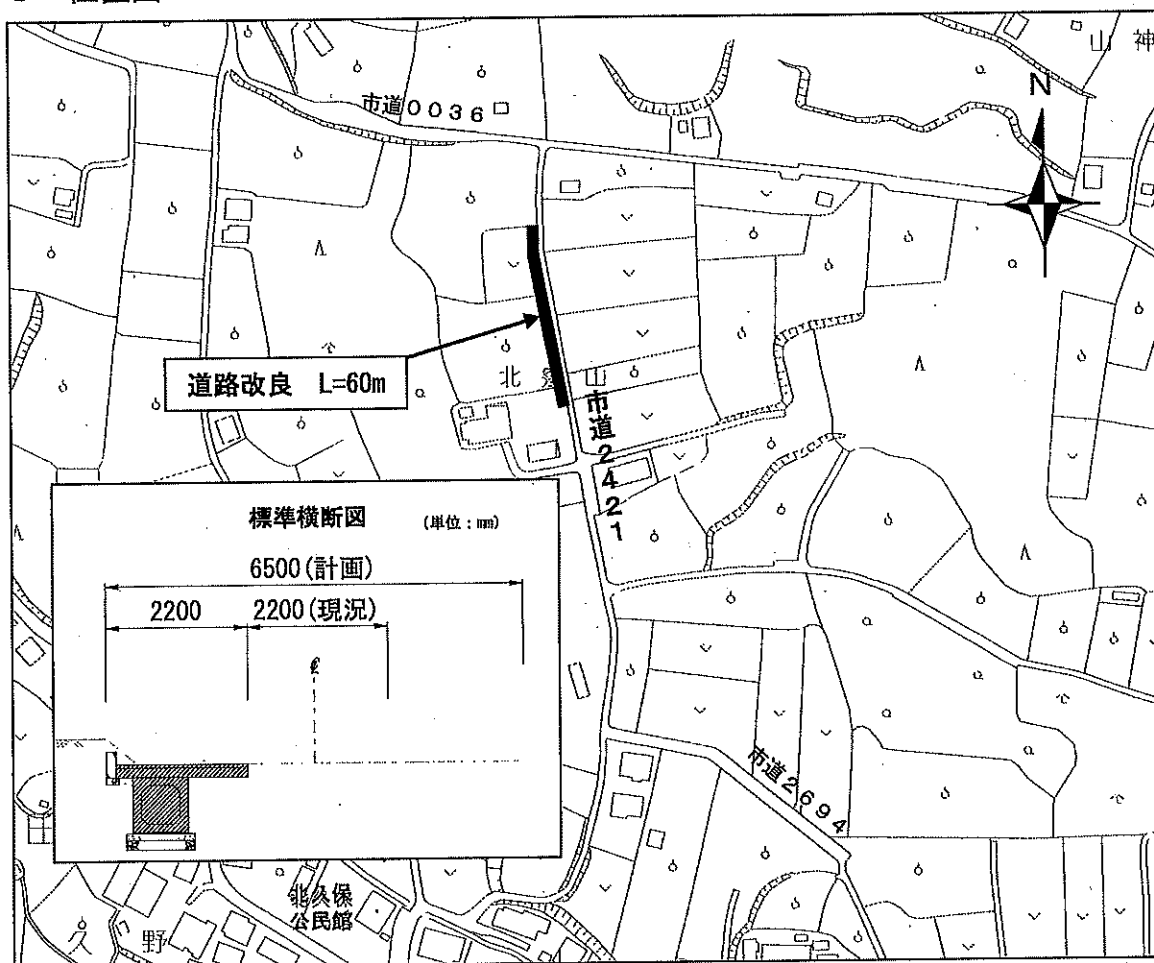 山神
N
市道0036
道路改良 L=60m
北
山
市道2421
標準横断図 (単位:mm)
6500(計画)
2200
2200(現況)
市道2694
北久保
公民館
久野